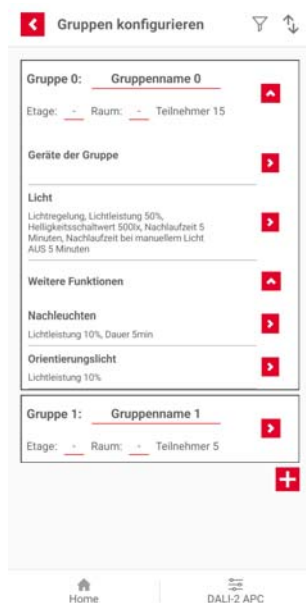 Gruppen konfigurieren
Gruppe 0: Gruppenname 0
Etage: - Raum: - Teilnehmer 15
Geräte der Gruppe
Licht
Lichtregelung, Lichtleistung 50%,
Helligkeitsschaltwert 500lx, Nachlaufzeit 5
Minuten, Nachlaufzeit bei manuellem Licht
AUS 5 Minuten
Weitere Funktionen
Nachleuchten
Lichtleistung 10%, Dauer 5min
Orientierungslicht
Lichtleistung 10%
Gruppe 1: Gruppenname 1
Etage: - Raum: - Teilnehmer 5
Home DALI-2 APC